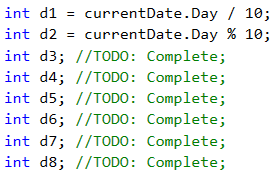 int d1 = currentDate.Day / 10;
int d2 = currentDate.Day % 10;
int d3; //TODO: Complete;
int d4; //TODO: Complete;
int d5; //TODO: Complete;
int d6; //TODO: Complete;
int d7; //TODO: Complete;
int d8; //TODO: Complete;